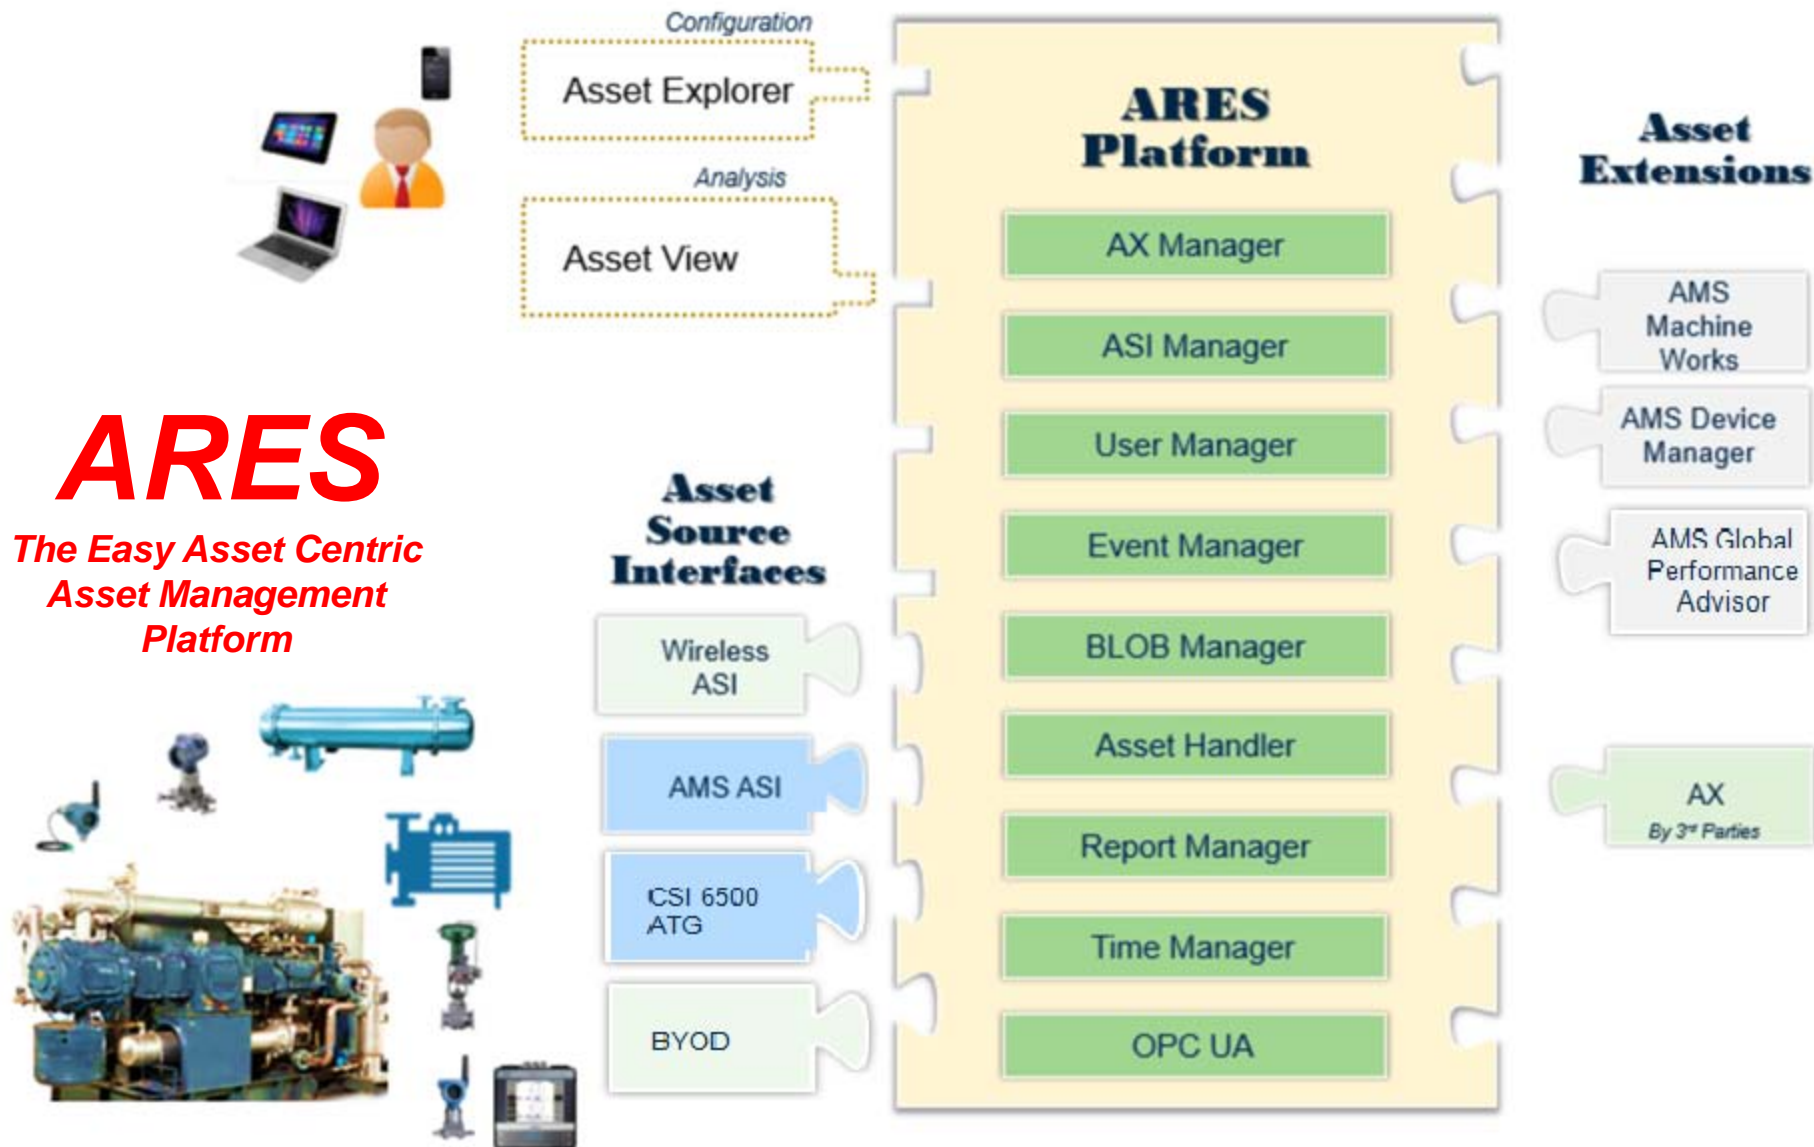 Configuration
Asset Explorer
Analysis
Asset View
ARES
The Easy Asset Centric
Asset Management
Platform
Asset
Source
Interfaces
Wireless
ASI
AMS ASI
CSI 6500
ATG
BYOD
ARES
Platform
AX Manager
ASI Manager
User Manager
Event Manager
BLOB Manager
Asset Handler
Report Manager
Time Manager
OPC UA
Asset
Extensions
AMS
Machine
Works
AMS Device
Manager
AMS Global
Performance
Advisor
AX
By 3rd Parties